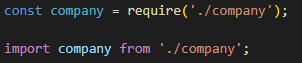 const company = require('./company');
import company from './company';